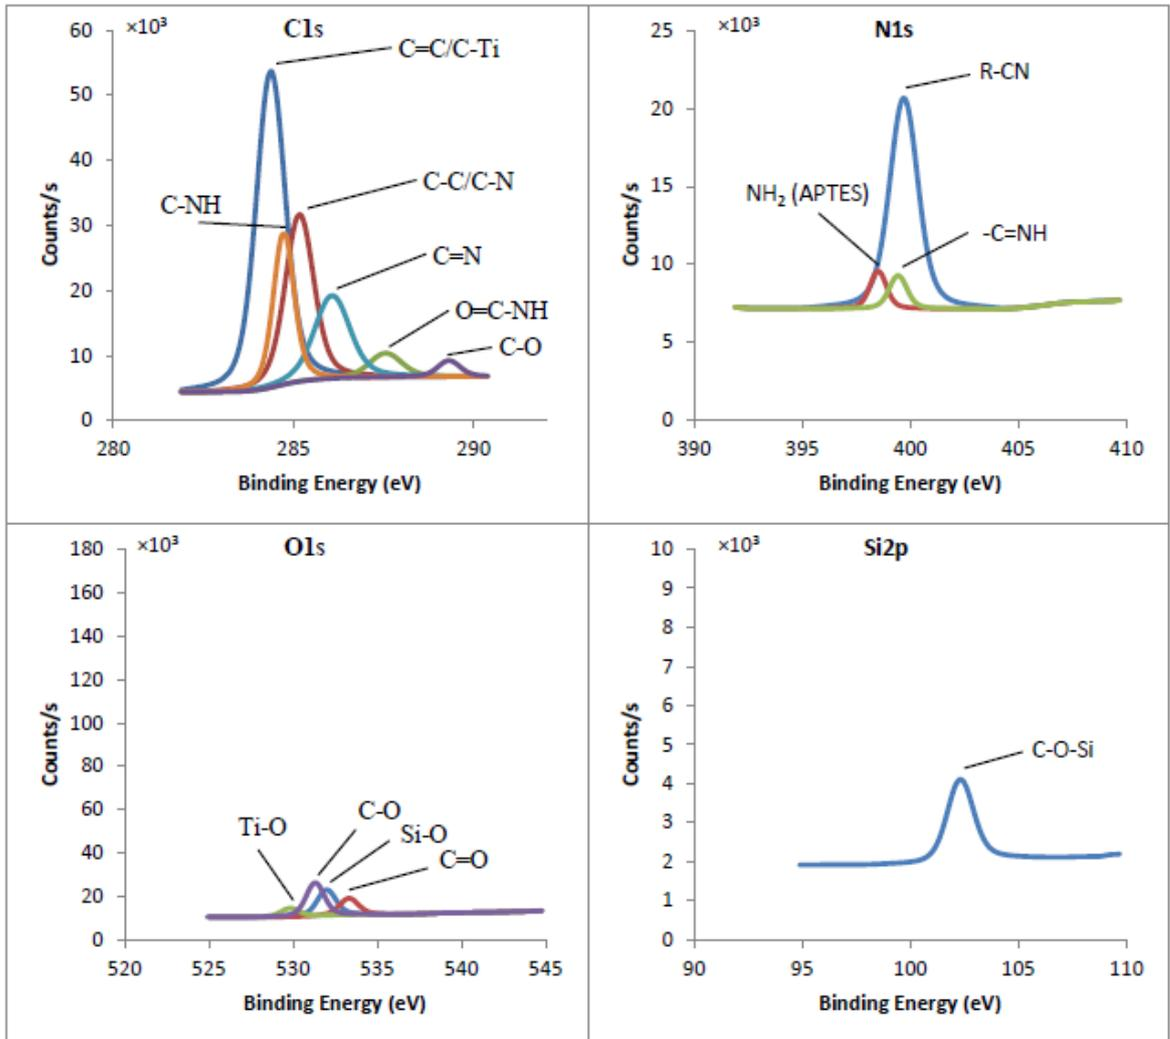 ×10³ C1s
60
50
40
30
20
10
0
280 285 290
Counts/s
Binding Energy (eV)
C=C/C-Ti
C-C/C-N
C-NH
C=N
O=C-NH
C-O
×10³ N1s
25
20
15
10
5
0
390 395 400 405 410
Counts/s
Binding Energy (eV)
R-CN
NH₂ (APTES)
-C=NH
×10³ O1s
180
160
140
120
100
80
60
40
20
0
520 525 530 535 540 545
Counts/s
Binding Energy (eV)
Ti-O
C-O
Si-O
C=O
×10³ Si2p
10
9
8
7
6
5
4
3
2
1
0
90 95 100 105 110
Counts/s
Binding Energy (eV)
C-O-Si